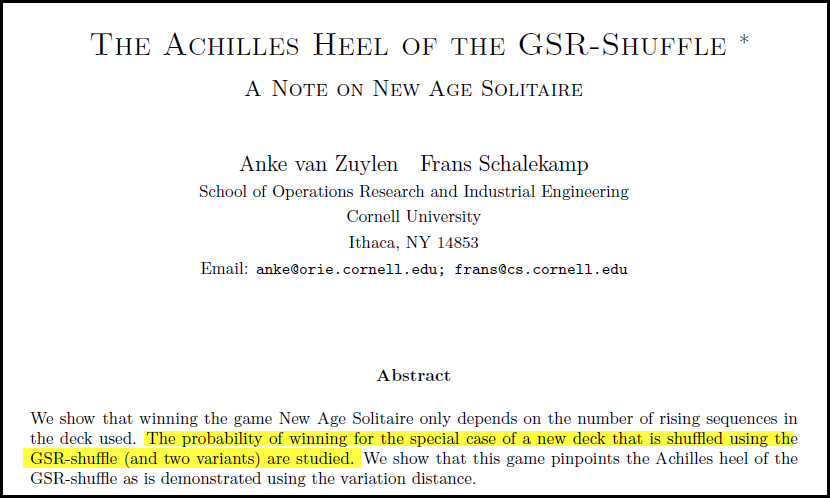 The Achilles Heel of the GSR-Shuffle *
A Note on New Age Solitaire
Anke van Zuylen Frans Schalekamp
School of Operations Research and Industrial Engineering
Cornell University
Ithaca, NY 14853
Email: anke@orie.cornell.edu; frans@cs.cornell.edu
Abstract
We show that winning the game New Age Solitaire only depends on the number of rising sequences in
the deck used. The probability of winning for the special case of a new deck that is shuffled using the
GSR-shuffle (and two variants) are studied. We show that this game pinpoints the Achilles heel of the
GSR-shuffle as is demonstrated using the variation distance.